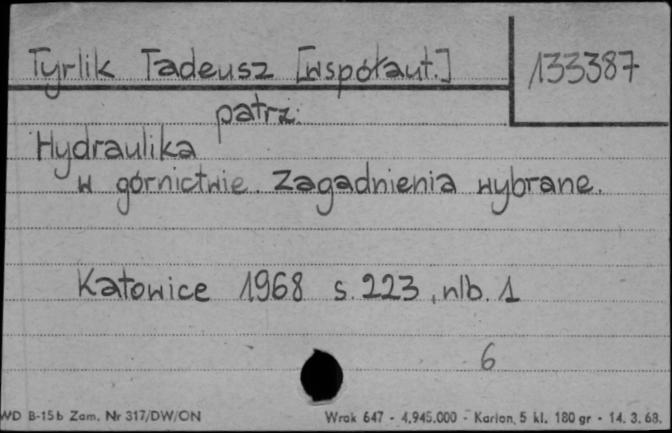 Tyrlik Tadeusz [współaut.] 133387
patrz:
Hydraulika
w górnictwie. Zagadnienia wybrane.
Katowice 1968 s. 223, nlb. 1
6
WD B-15b Zam. Nr 317/DW/ON Wrak 647 - 4.945.000 - Karton, 5 kl. 180 gr - 14. 3. 68.